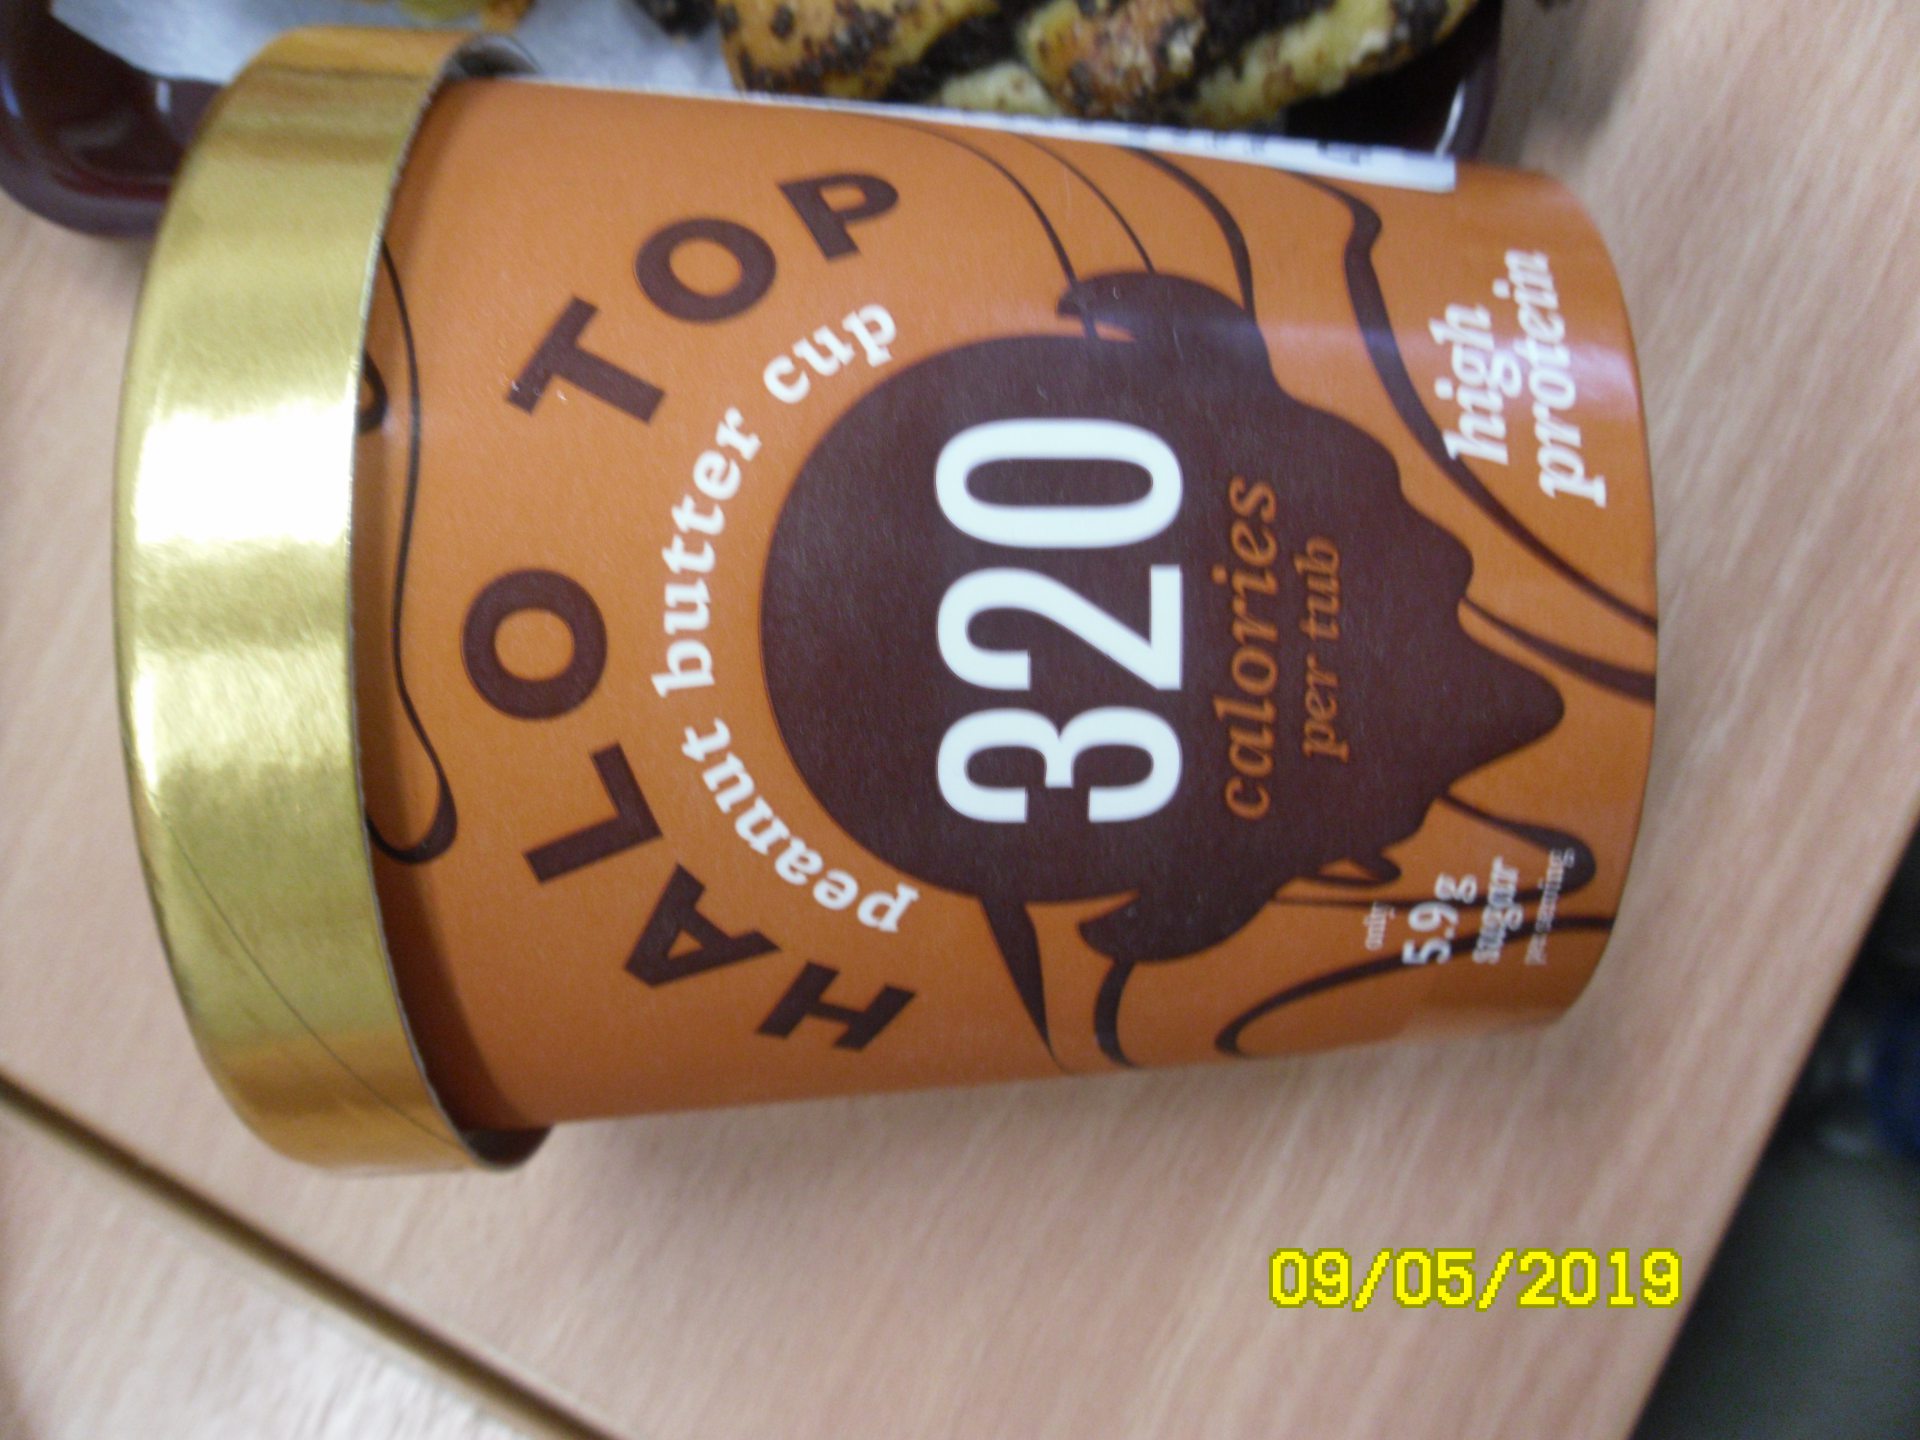 HALO TOP
peanut butter cup
320
calories
per tub
only
5.9g
sugar
per serving
high
protein
09/05/2019